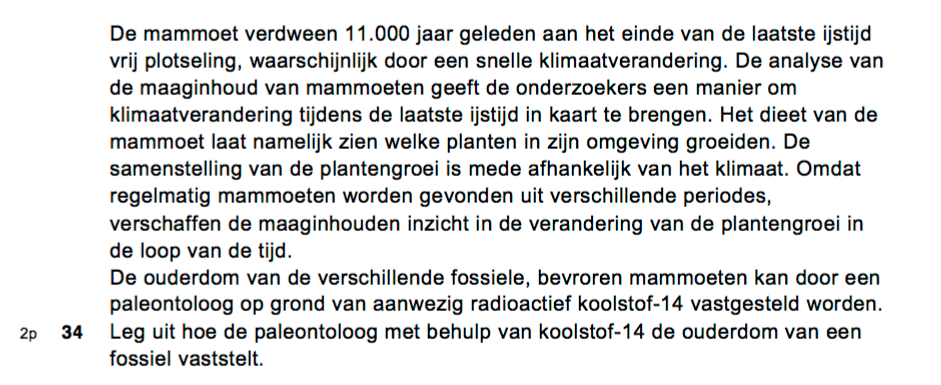 De mammoet verdween 11.000 jaar geleden aan het einde van de laatste ijstijd
vrij plotseling, waarschijnlijk door een snelle klimaatverandering. De analyse van
de maaginhoud van mammoeten geeft de onderzoekers een manier om
klimaatverandering tijdens de laatste ijstijd in kaart te brengen. Het dieet van de
mammoet laat namelijk zien welke planten in zijn omgeving groeiden. De
samenstelling van de plantengroei is mede afhankelijk van het klimaat. Omdat
regelmatig mammoeten worden gevonden uit verschillende periodes,
verschaffen de maaginhouden inzicht in de verandering van de plantengroei in
de loop van de tijd.
De ouderdom van de verschillende fossiele, bevroren mammoeten kan door een
paleontoloog op grond van aanwezig radioactief koolstof-14 vastgesteld worden.
2p 34 Leg uit hoe de paleontoloog met behulp van koolstof-14 de ouderdom van een
fossiel vaststelt.